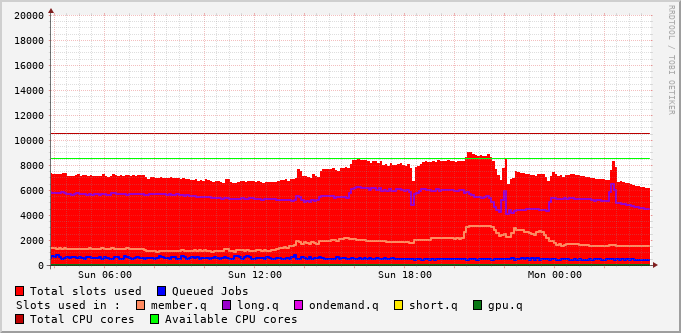 RRDTOOL / TOBI OETIKER
20000
18000
16000
14000
12000
10000
8000
6000
4000
2000
0
Sun 06:00 Sun 12:00 Sun 18:00 Mon 00:00
Total slots used Queued Jobs
Slots used in : member.q long.q ondemand.q short.q gpu.q
Total CPU cores Available CPU cores